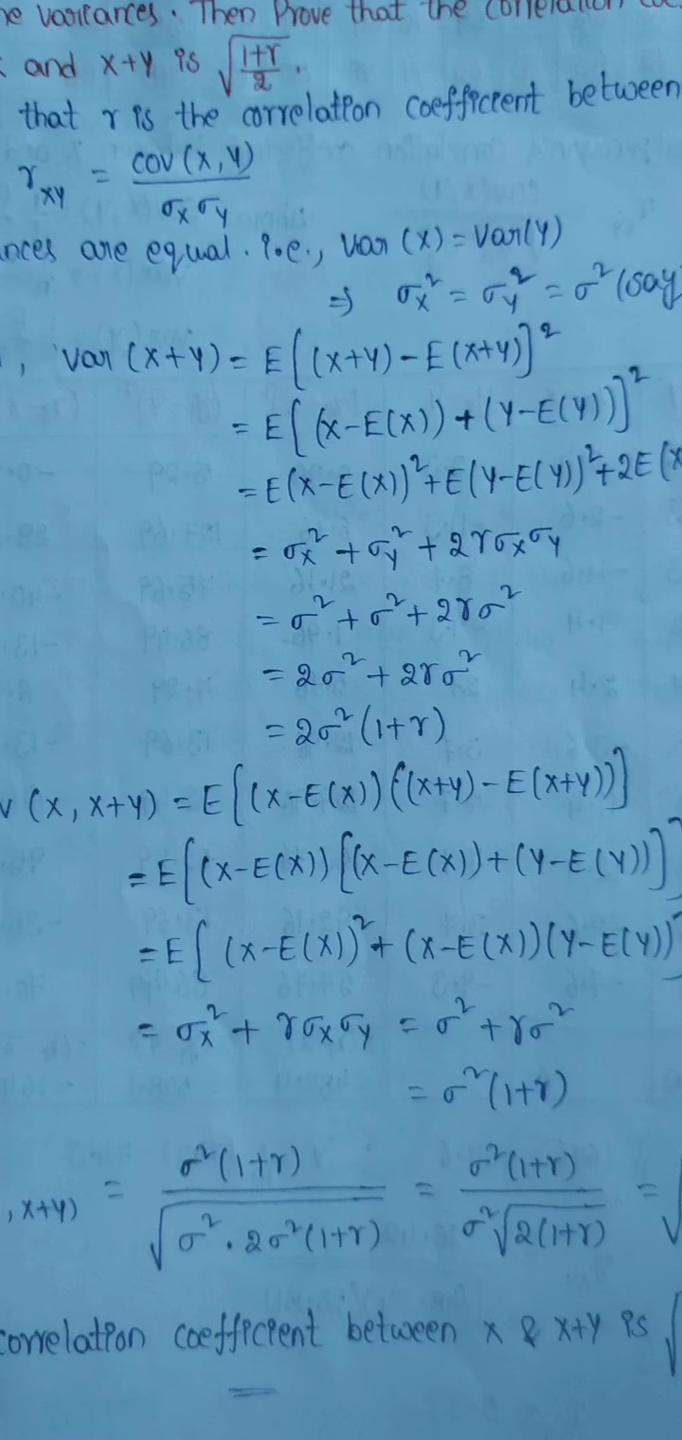 he variances. Then Prove that the correlation
and x+y is √(1+r/2).
that r is the correlation coefficient between
r_XY = cov(x,y)/σ_x σ_y
nces are equal. i.e., var(x) = var(y)
⇒ σ_x² = σ_y² = σ² (say
, var(x+y) = E[(x+y)-E(x+y)]²
= E[(x-E(x))+(y-E(y))]²
= E(x-E(x))²+E(y-E(y))²+2E(x
= σ_x² + σ_y² + 2rσ_xσ_y
= σ² + σ² + 2rσ²
= 2σ² + 2rσ²
= 2σ²(1+r)
v(x, x+y) = E[(x-E(x))((x+y)-E(x+y))]
= E[(x-E(x))[(x-E(x))+(y-E(y))]]
= E[(x-E(x))²+(x-E(x))(y-E(y))]
= σ_x² + rσ_xσ_y = σ² + rσ²
= σ²(1+r)
, x+y) = σ²(1+r)/√(σ².2σ²(1+r)) = σ²(1+r)/σ²√(2(1+r)) = √
correlation coefficient between x & x+y is √